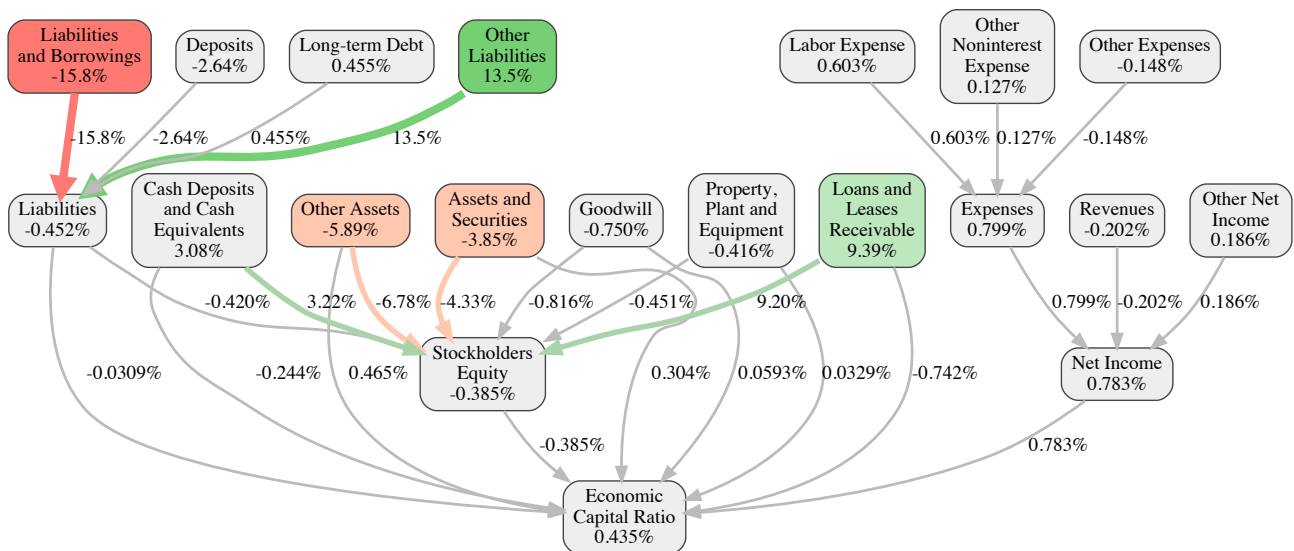 Liabilities
and Borrowings
-15.8%
Deposits
-2.64%
Long-term Debt
0.455%
Other
Liabilities
13.5%
Labor Expense
0.603%
Other
Noninterest
Expense
0.127%
Other Expenses
-0.148%
-15.8%
-2.64%
0.455%
13.5%
0.603%
0.127%
-0.148%
Liabilities
-0.452%
Cash Deposits
and Cash
Equivalents
3.08%
Other Assets
-5.89%
Assets and
Securities
-3.85%
Goodwill
-0.750%
Property,
Plant and
Equipment
-0.416%
Loans and
Leases
Receivable
9.39%
Expenses
0.799%
Revenues
-0.202%
Other Net
Income
0.186%
-0.420%
3.22%
-6.78%
-4.33%
-0.816%
-0.451%
9.20%
0.799%
-0.202%
0.186%
Stockholders
Equity
-0.385%
Net Income
0.783%
-0.0309%
-0.244%
0.465%
0.304%
0.0593%
0.0329%
-0.742%
-0.385%
0.783%
Economic
Capital Ratio
0.435%